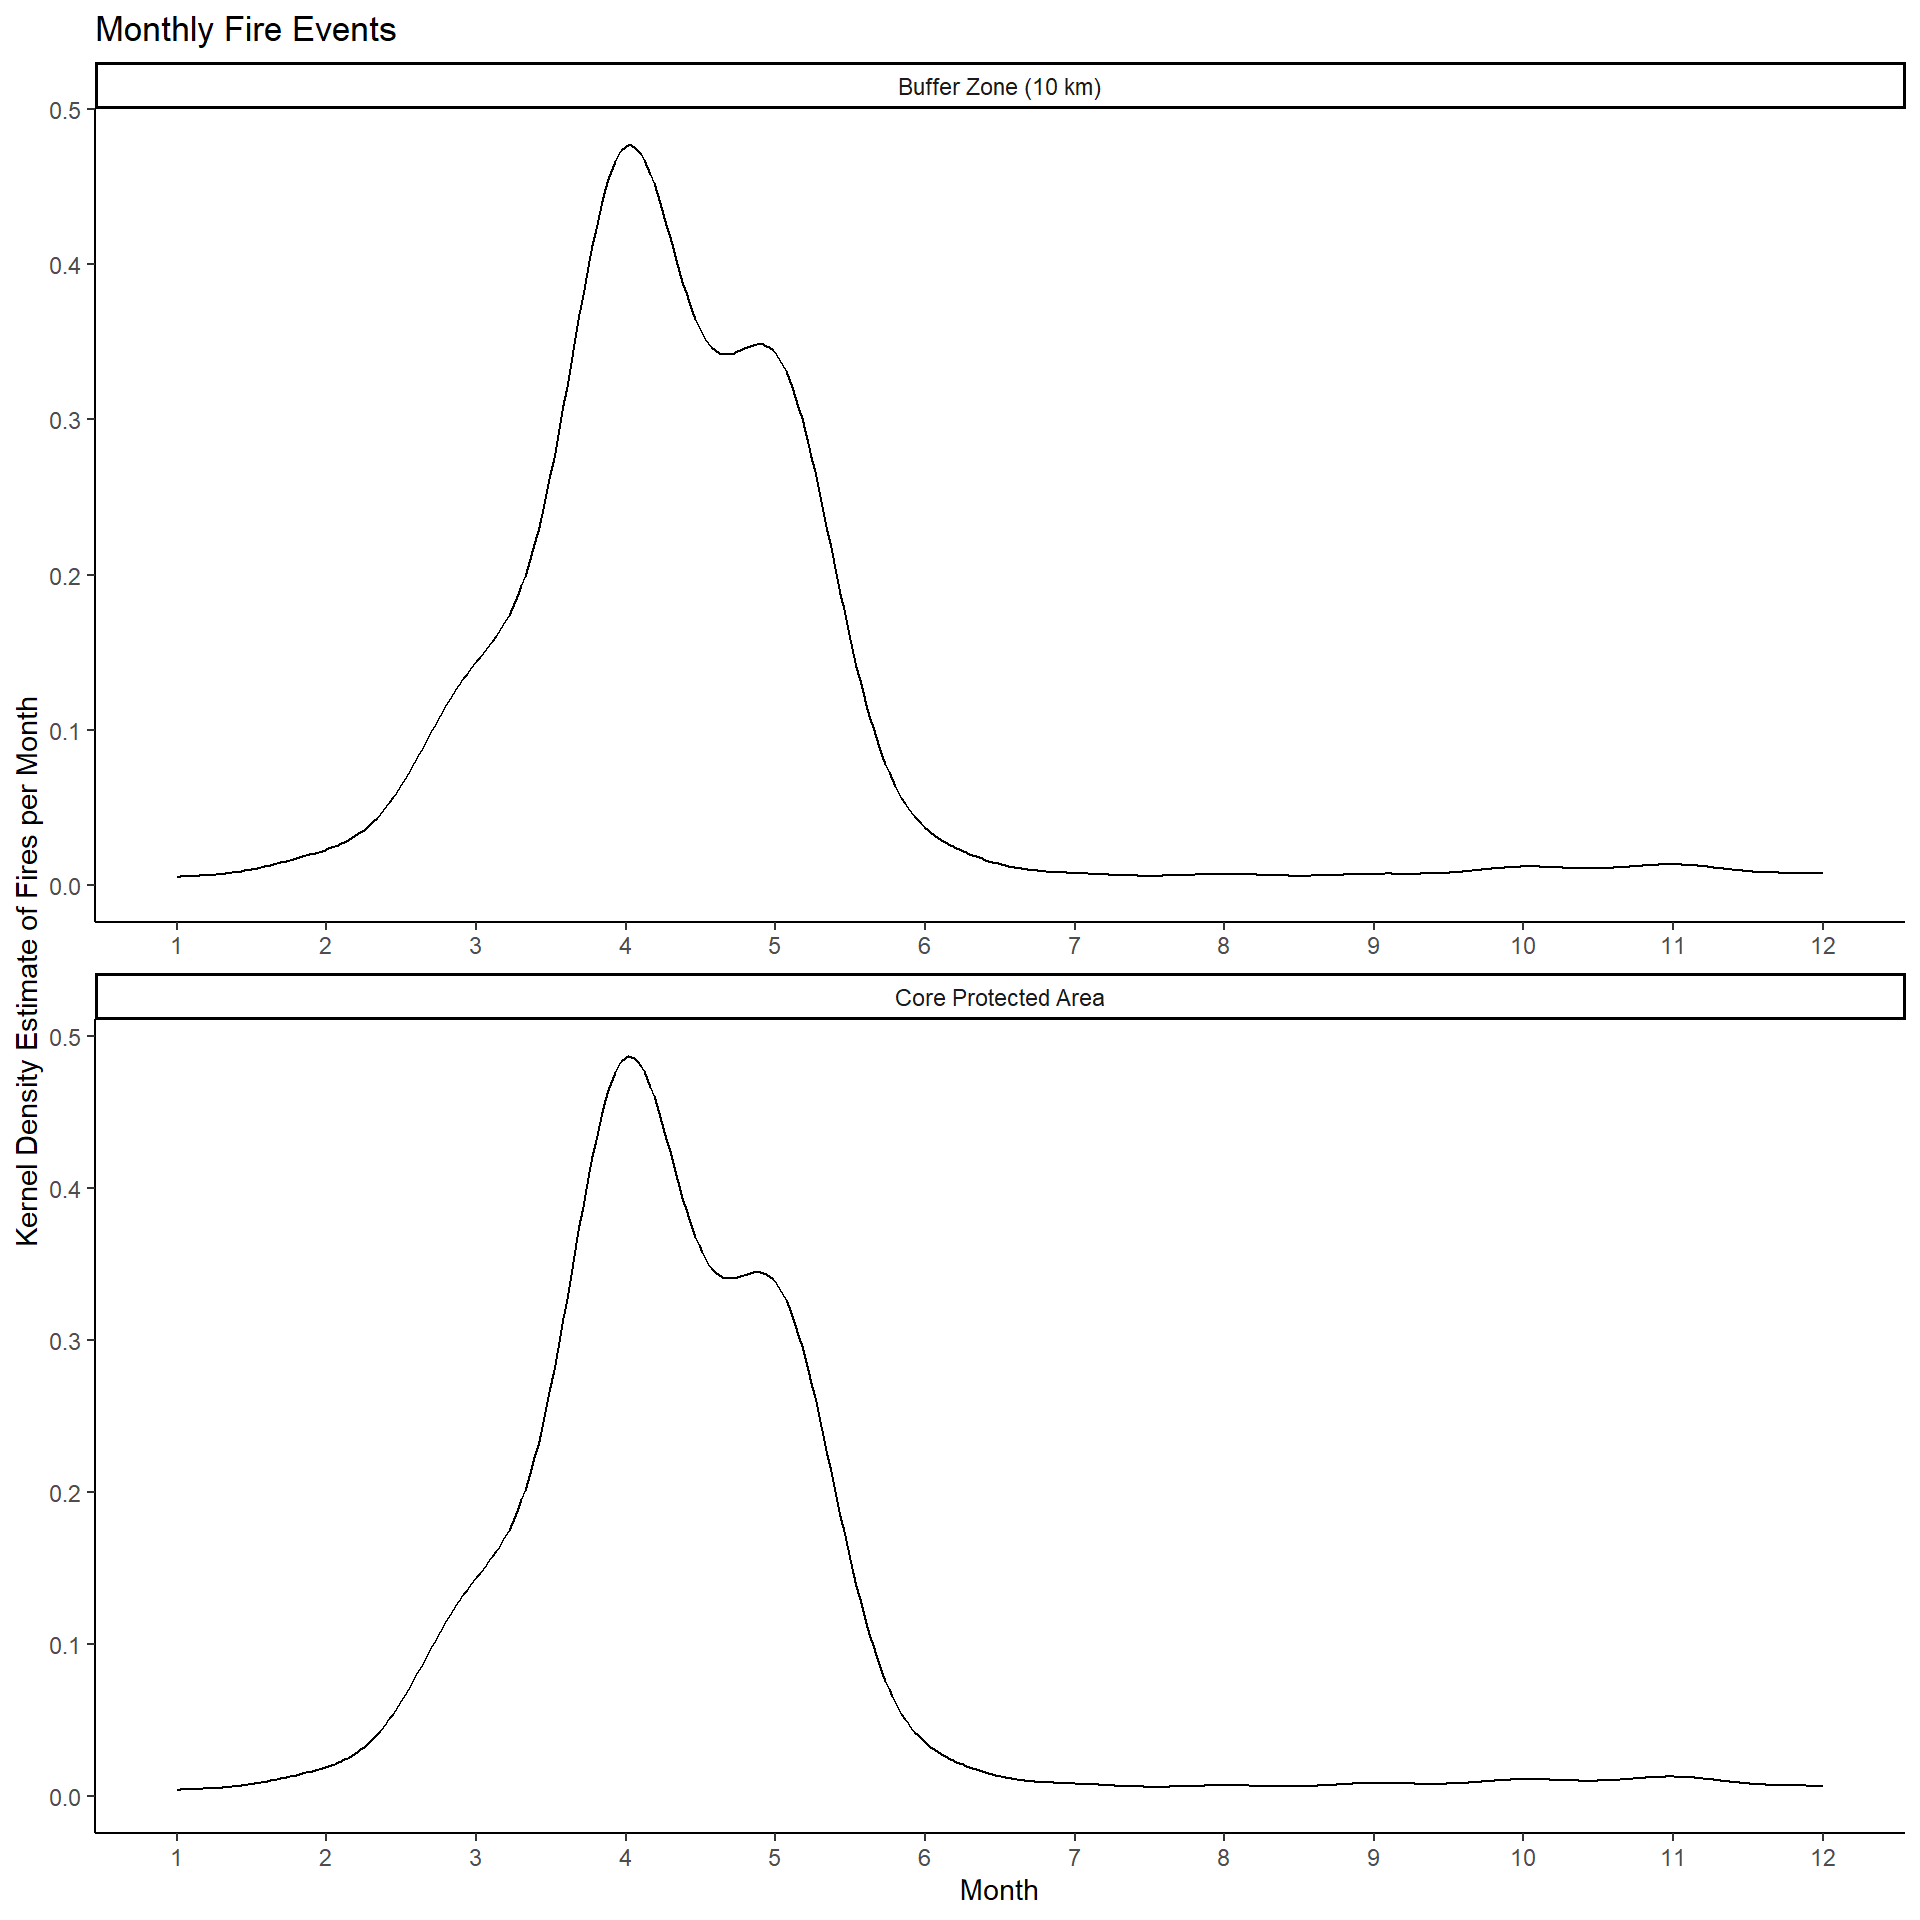 Monthly Fire Events
Buffer Zone (10 km)
0.5
0.4
0.3
0.2
0.1
0.0
1 2 3 4 5 6 7 8 9 10 11 12
Kernel Density Estimate of Fires per Month
Core Protected Area
0.5
0.4
0.3
0.2
0.1
0.0
1 2 3 4 5 6 7 8 9 10 11 12
Month